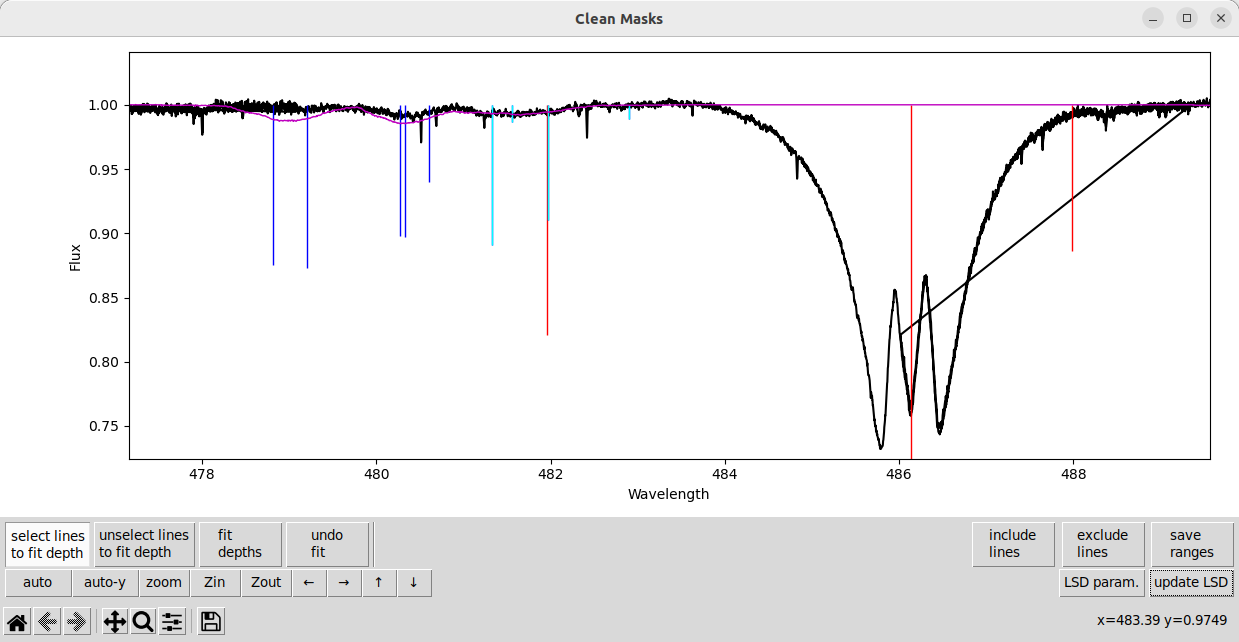 Clean Masks
1.00
0.95
0.90
0.85
0.80
0.75
Flux
478
480
482
484
486
488
Wavelength
select lines
to fit depth
unselect lines
to fit depth
fit
depths
undo
fit
include
lines
exclude
lines
save
ranges
auto
auto-y
zoom
Zin
Zout
←
→
↑
↓
LSD param.
update LSD
x=483.39 y=0.9749